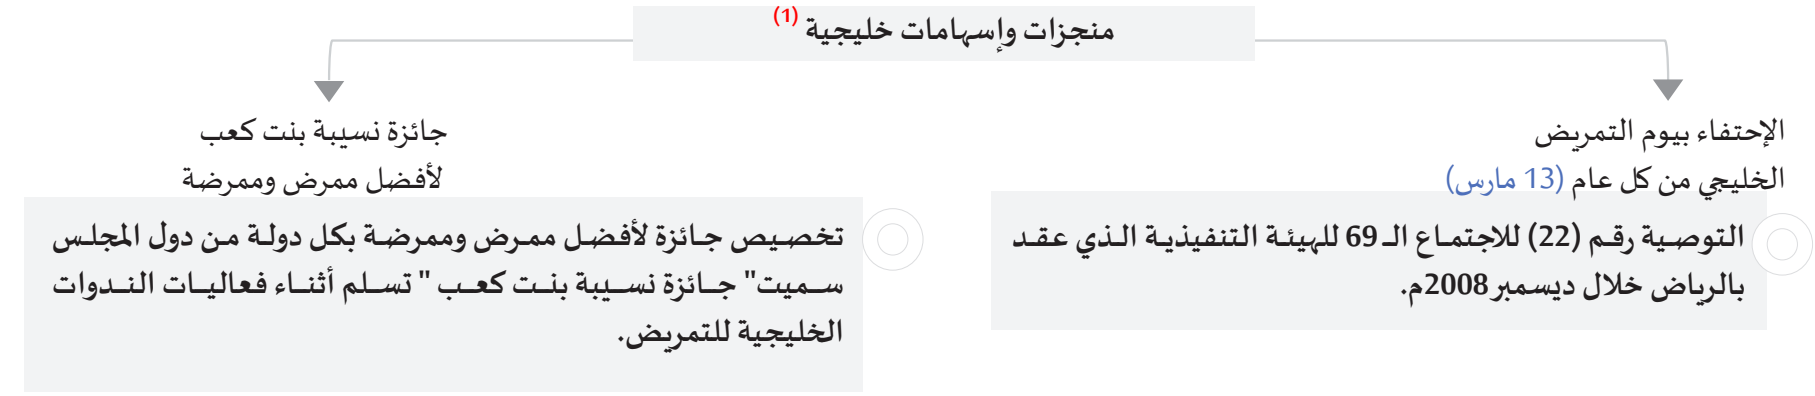 منجزات وإسهامات خليجية (1)
الإحتفاء بيوم التمريض
الخليجي من كل عام (13 مارس)
التوصية رقم (22) للاجتماع الـ 69 للهيئة التنفيذية الذي عقد
بالرياض خلال ديسمبر 2008م.
جائزة نسيبة بنت كعب
لأفضل ممرض وممرضة
تخصيص جائزة لأفضل ممرض وممرضة بكل دولة من دول المجلس
سميت" جائزة نسيبة بنت كعب " تسلم أثناء فعاليات الندوات
الخليجية للتمريض.